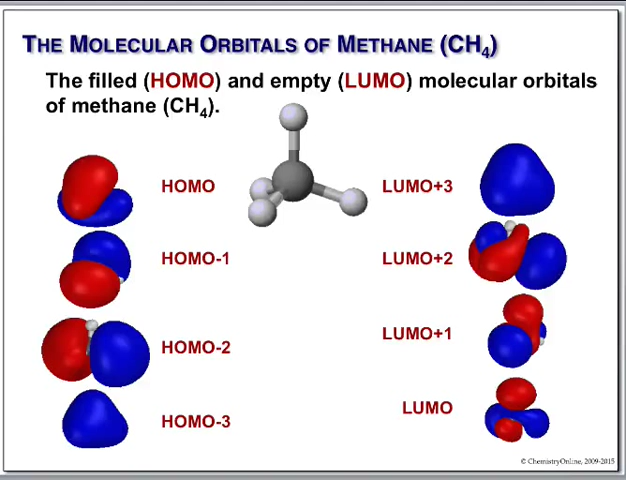 THE MOLECULAR ORBITALS OF METHANE (CH4)
The filled (HOMO) and empty (LUMO) molecular orbitals
of methane (CH4).
HOMO
LUMO+3
HOMO-1
LUMO+2
HOMO-2
LUMO+1
HOMO-3
LUMO
© ChemistryOnline, 2009-2015